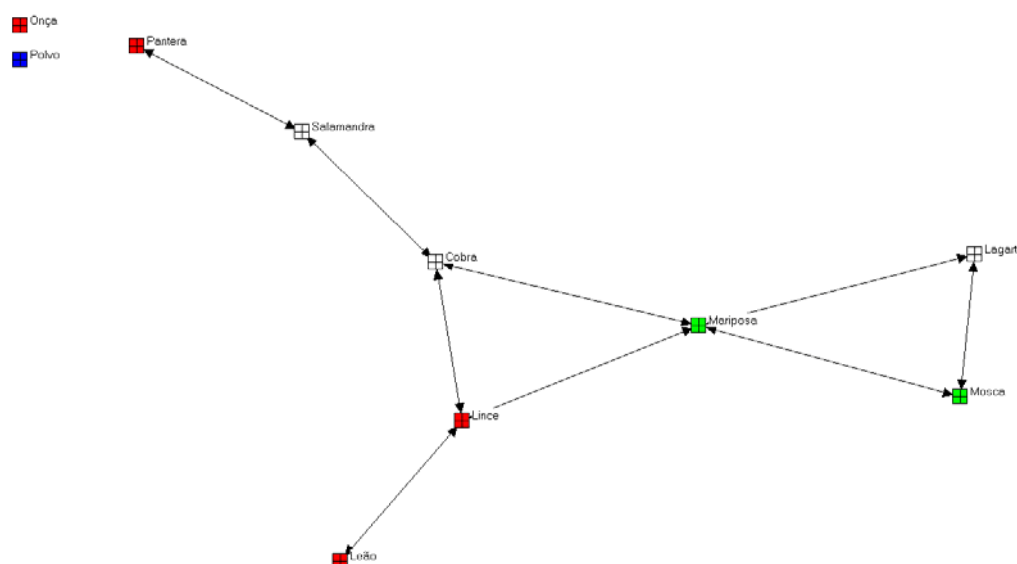 Onça
Pantera
Polvo
Salamandra
Cobra
Lagart
Mariposa
Mosca
Lince
Leão